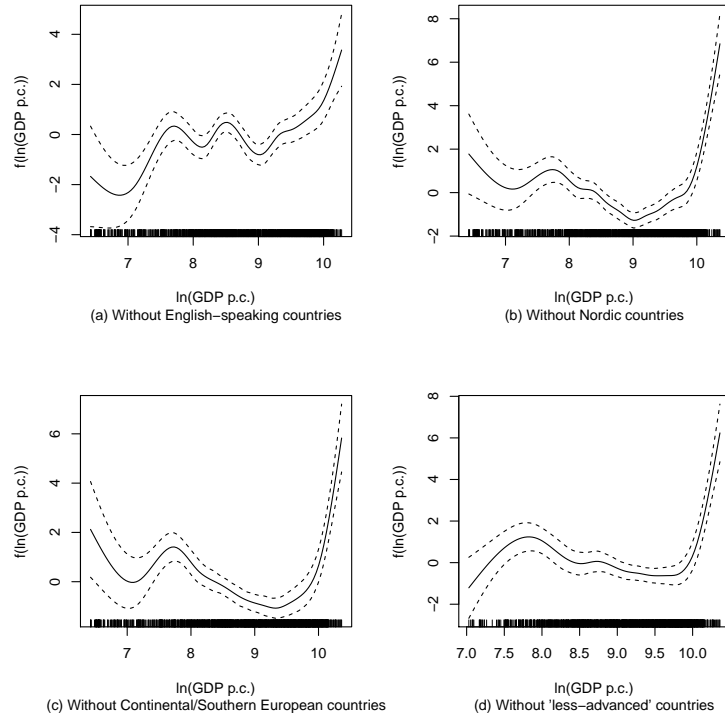 7 8 9 10
−4 −2 0 2 4
ln(GDP p.c.)
f(ln(GDP p.c.))
(a) Without English−speaking countries
7 8 9 10
−2 0 2 4 6 8
ln(GDP p.c.)
f(ln(GDP p.c.))
(b) Without Nordic countries
7 8 9 10
0 2 4 6
ln(GDP p.c.)
f(ln(GDP p.c.))
(c) Without Continental/Southern European countries
7.0 7.5 8.0 8.5 9.0 9.5 10.0
−2 0 2 4 6 8
ln(GDP p.c.)
f(ln(GDP p.c.))
(d) Without 'less−advanced' countries